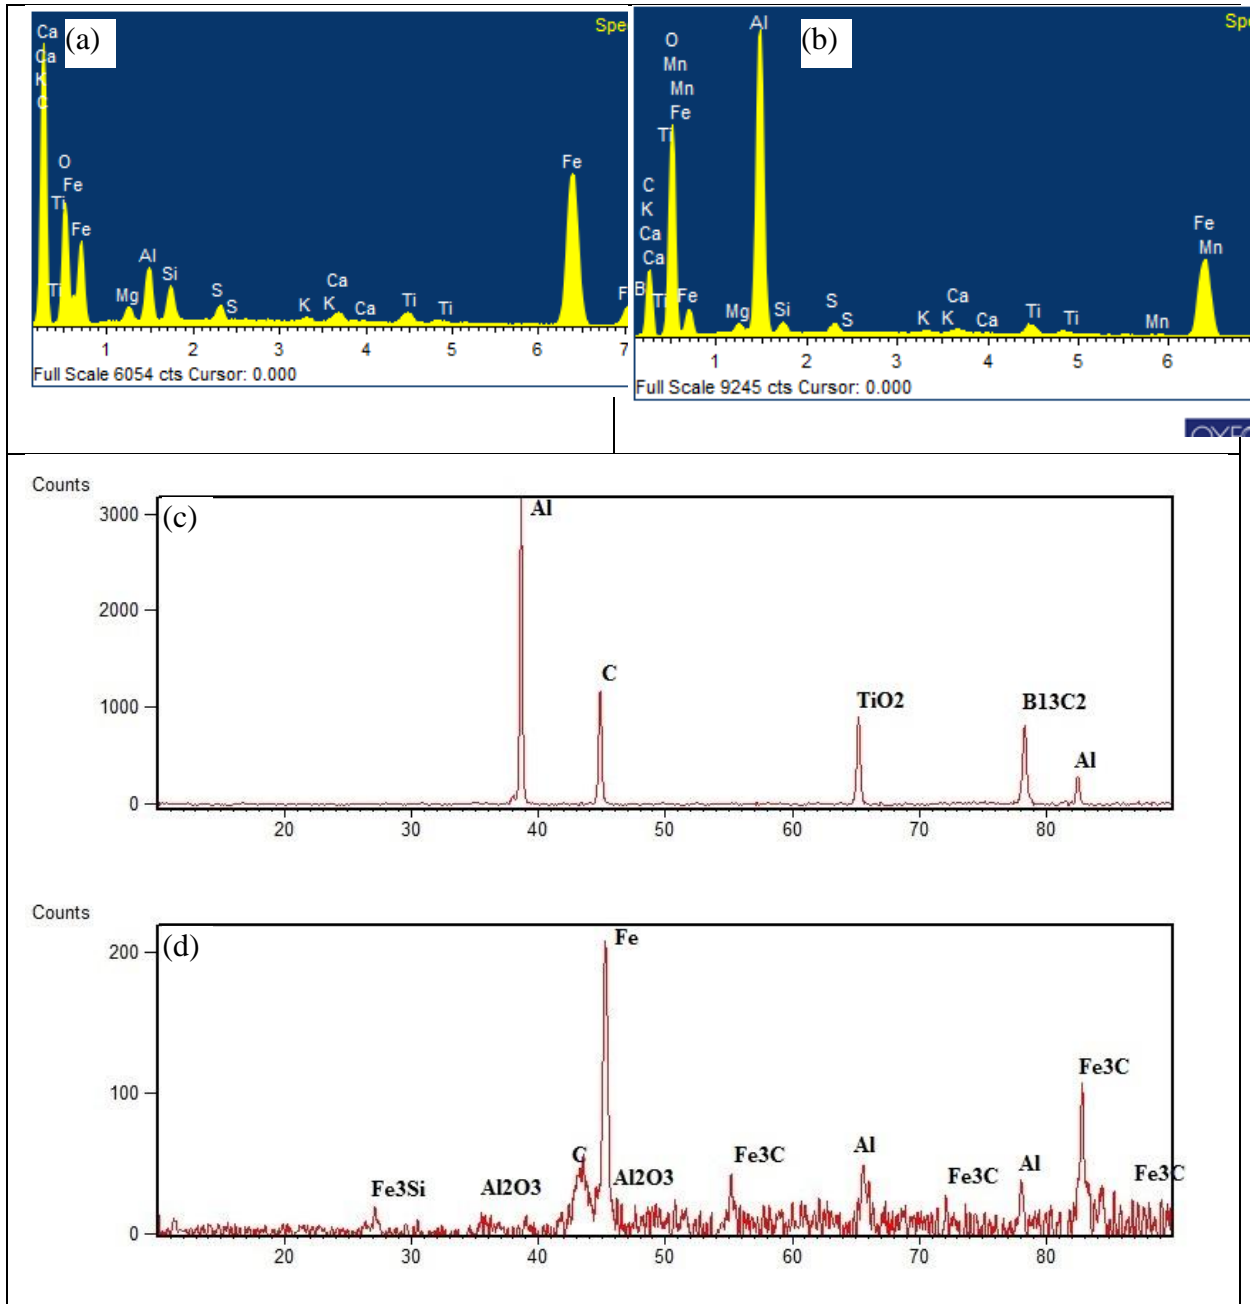 (a)
Spe
Ca
Ca
K
C
O
Ti
Fe
Fe
Ti
Mg
Al
Si
S
S
K
K
Ca
Ca
Ti
Ti
Fe
F
1 2 3 4 5 6 7
Full Scale 6054 cts Cursor: 0.000
(b)
Spe
Al
O
Mn
Mn
Fe
Ti
C
K
Ca
Ca
B
Ti
Fe
Mg
Si
S
S
K
K
Ca
Ca
Ti
Ti
Mn
Fe
Mn
1 2 3 4 5 6
Full Scale 9245 cts Cursor: 0.000
Counts
(c)
3000
2000
1000
0
Al
C
TiO2
B13C2
Al
20 30 40 50 60 70 80
Counts
(d)
200
100
0
Fe
Fe3C
C
Fe3C
Al
Fe3Si
Al2O3
Al2O3
Fe3C
Al
Fe3C
20 30 40 50 60 70 80